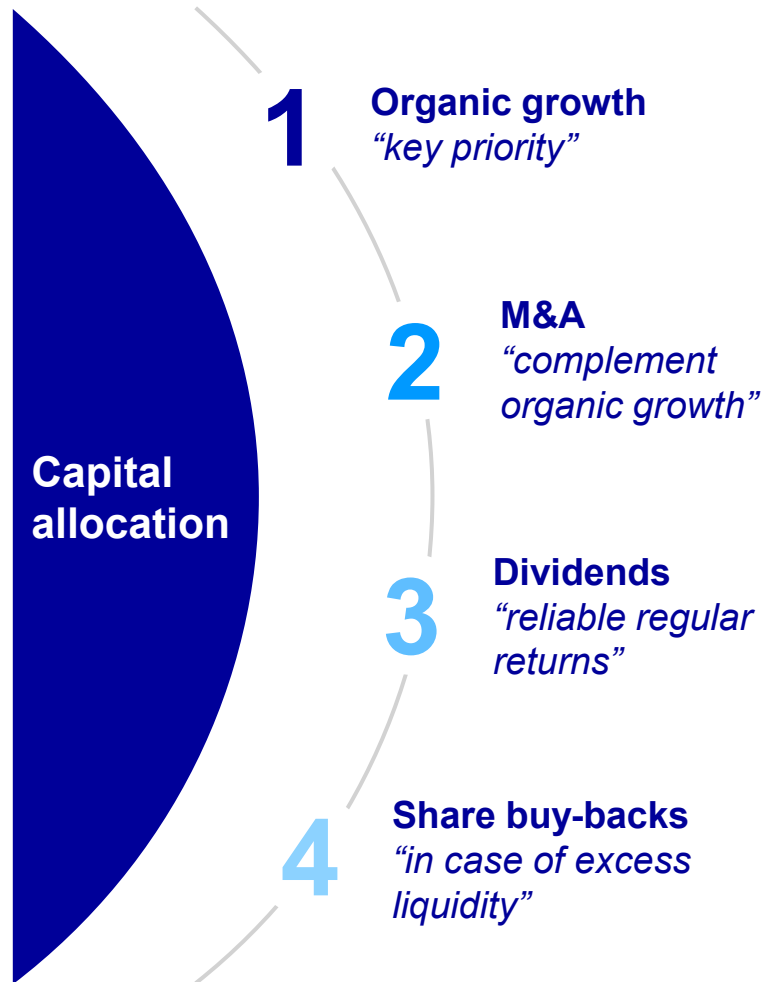 Capital
allocation
1
Organic growth
“key priority”
2
M&A
“complement
organic growth”
3
Dividends
“reliable regular
returns”
4
Share buy-backs
“in case of excess
liquidity”